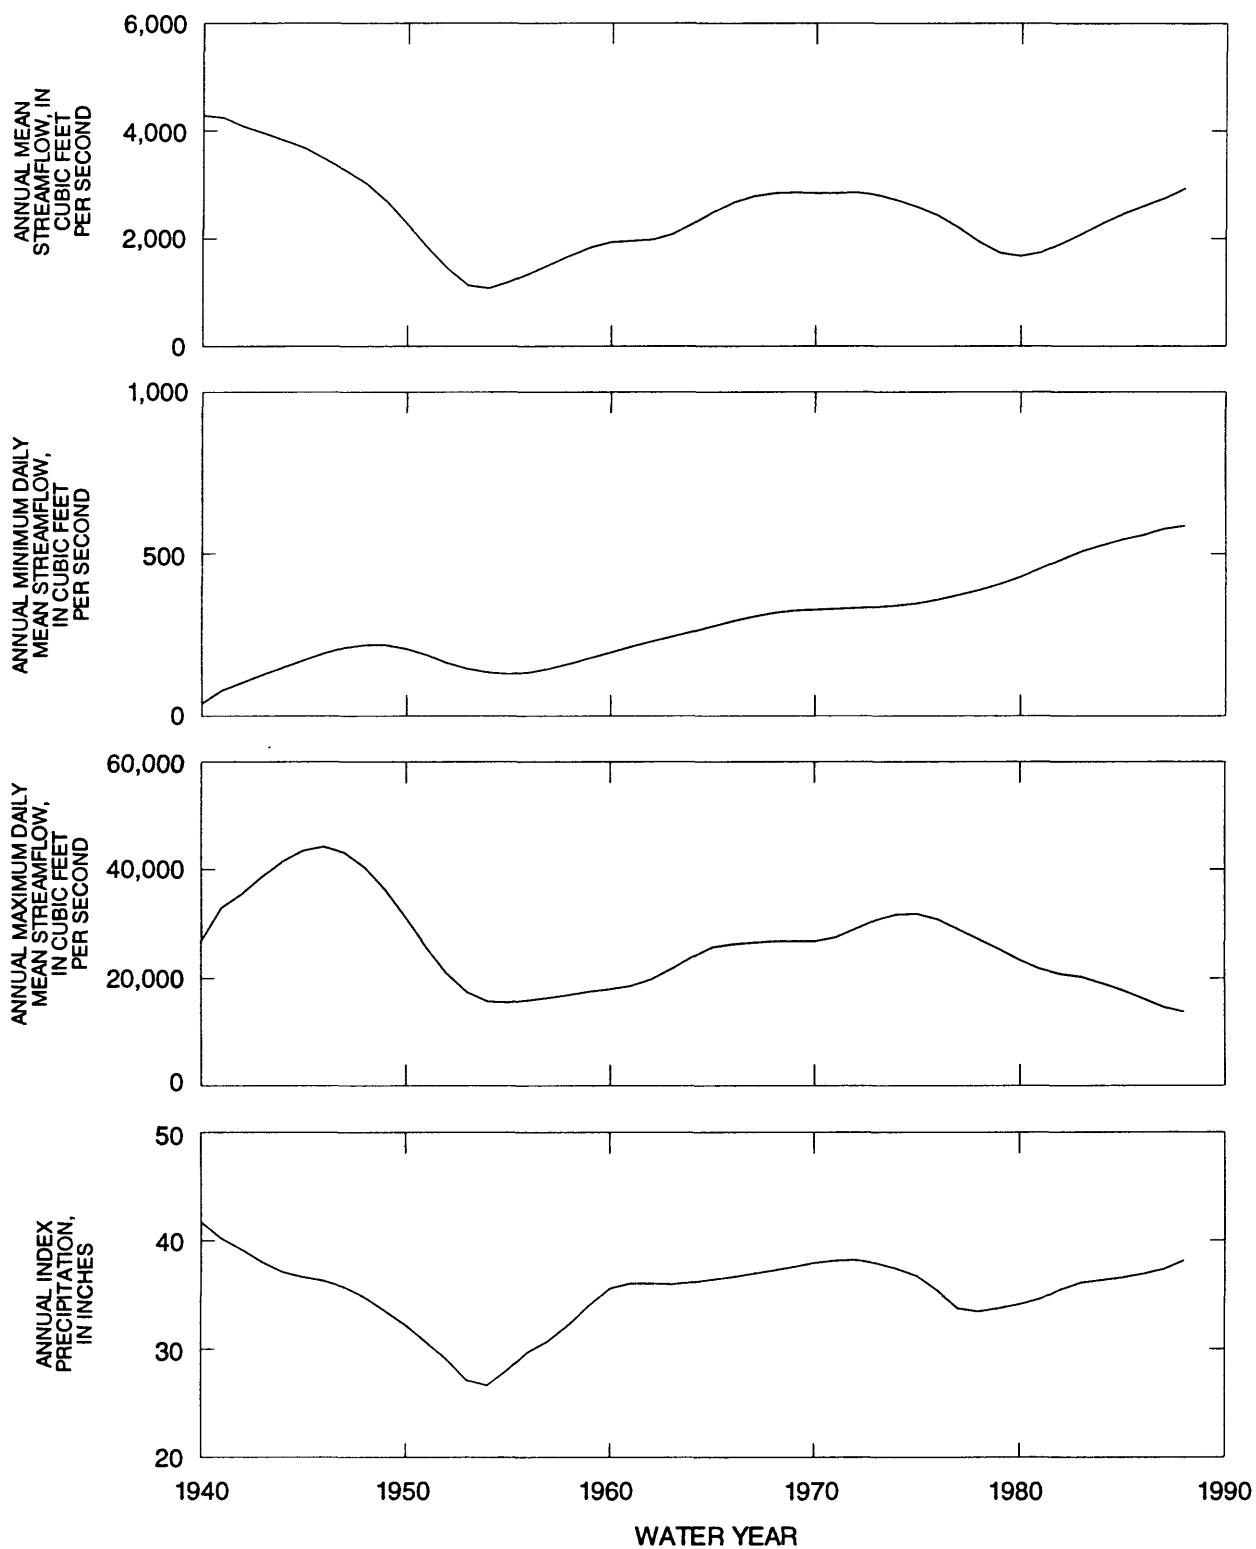 6,000
4,000
2,000
0
ANNUAL MEAN
STREAMFLOW, IN
CUBIC FEET
PER SECOND
1,000
500
0
ANNUAL MINIMUM DAILY
MEAN STREAMFLOW,
IN CUBIC FEET
PER SECOND
60,000
40,000
20,000
0
ANNUAL MAXIMUM DAILY
MEAN STREAMFLOW,
IN CUBIC FEET
PER SECOND
50
40
30
20
ANNUAL INDEX
PRECIPITATION,
IN INCHES
1940 1950 1960 1970 1980 1990
WATER YEAR